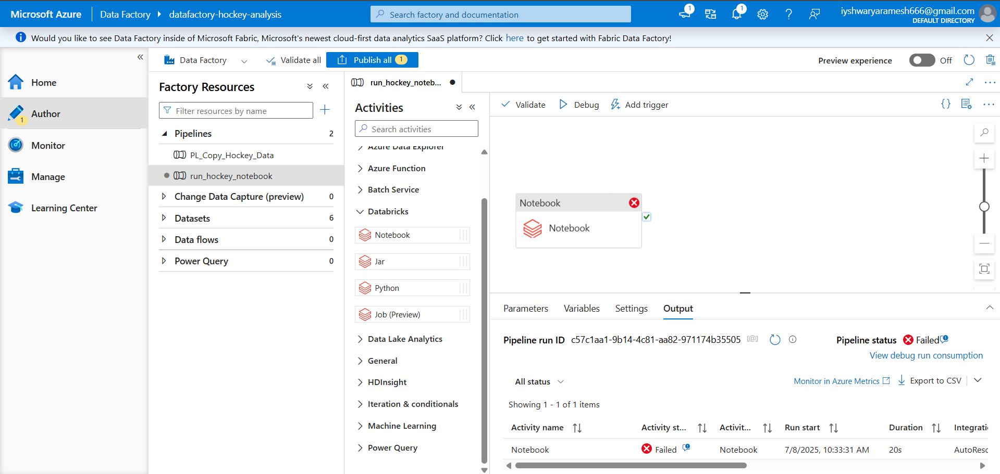 Microsoft Azure
Data Factory
datafactory-hockey-analysis
Search factory and documentation
1
1
iyshwaryaramesh666@gmail.com
DEFAULT DIRECTORY
Would you like to see Data Factory inside of Microsoft Fabric, Microsoft's newest cloud-first data analytics SaaS platform? Click here to get started with Fabric Data Factory!
Home
Author
1
Monitor
Manage
Learning Center
Data Factory
Validate all
Publish all 1
Preview experience
Off
Factory Resources
Filter resources by name
Pipelines 2
PL_Copy_Hockey_Data
run_hockey_notebook
Change Data Capture (preview) 0
Datasets 6
Data flows 0
Power Query 0
run_hockey_noteb...
Activities
Search activities
Azure Data Explorer
Azure Function
Batch Service
Databricks
Notebook
Jar
Python
Job (Preview)
Data Lake Analytics
General
HDInsight
Iteration & conditionals
Machine Learning
Power Query
Validate
Debug
Add trigger
Notebook
Notebook
Parameters
Variables
Settings
Output
Pipeline run ID c57c1aa1-9b14-4c81-aa82-971174b35505
Pipeline status Failed
View debug run consumption
All status
Monitor in Azure Metrics
Export to CSV
Showing 1 - 1 of 1 items
Activity name Activity st... Activit... Run start Duration Integrati
Notebook Failed Notebook 7/8/2025, 10:33:31 AM 20s AutoReso